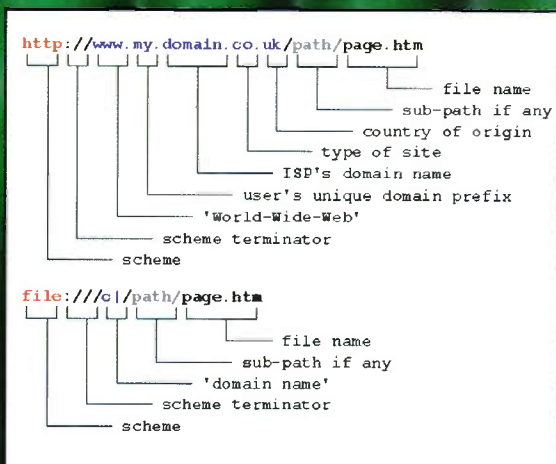 http://www.my.domain.co.uk/path/page.htm
file name
sub-path if any
country of origin
type of site
ISP's domain name
user's unique domain prefix
'World-Wide-Web'
scheme terminator
scheme
file:///c|/path/page.htm
file name
sub-path if any
'domain name'
scheme terminator
scheme